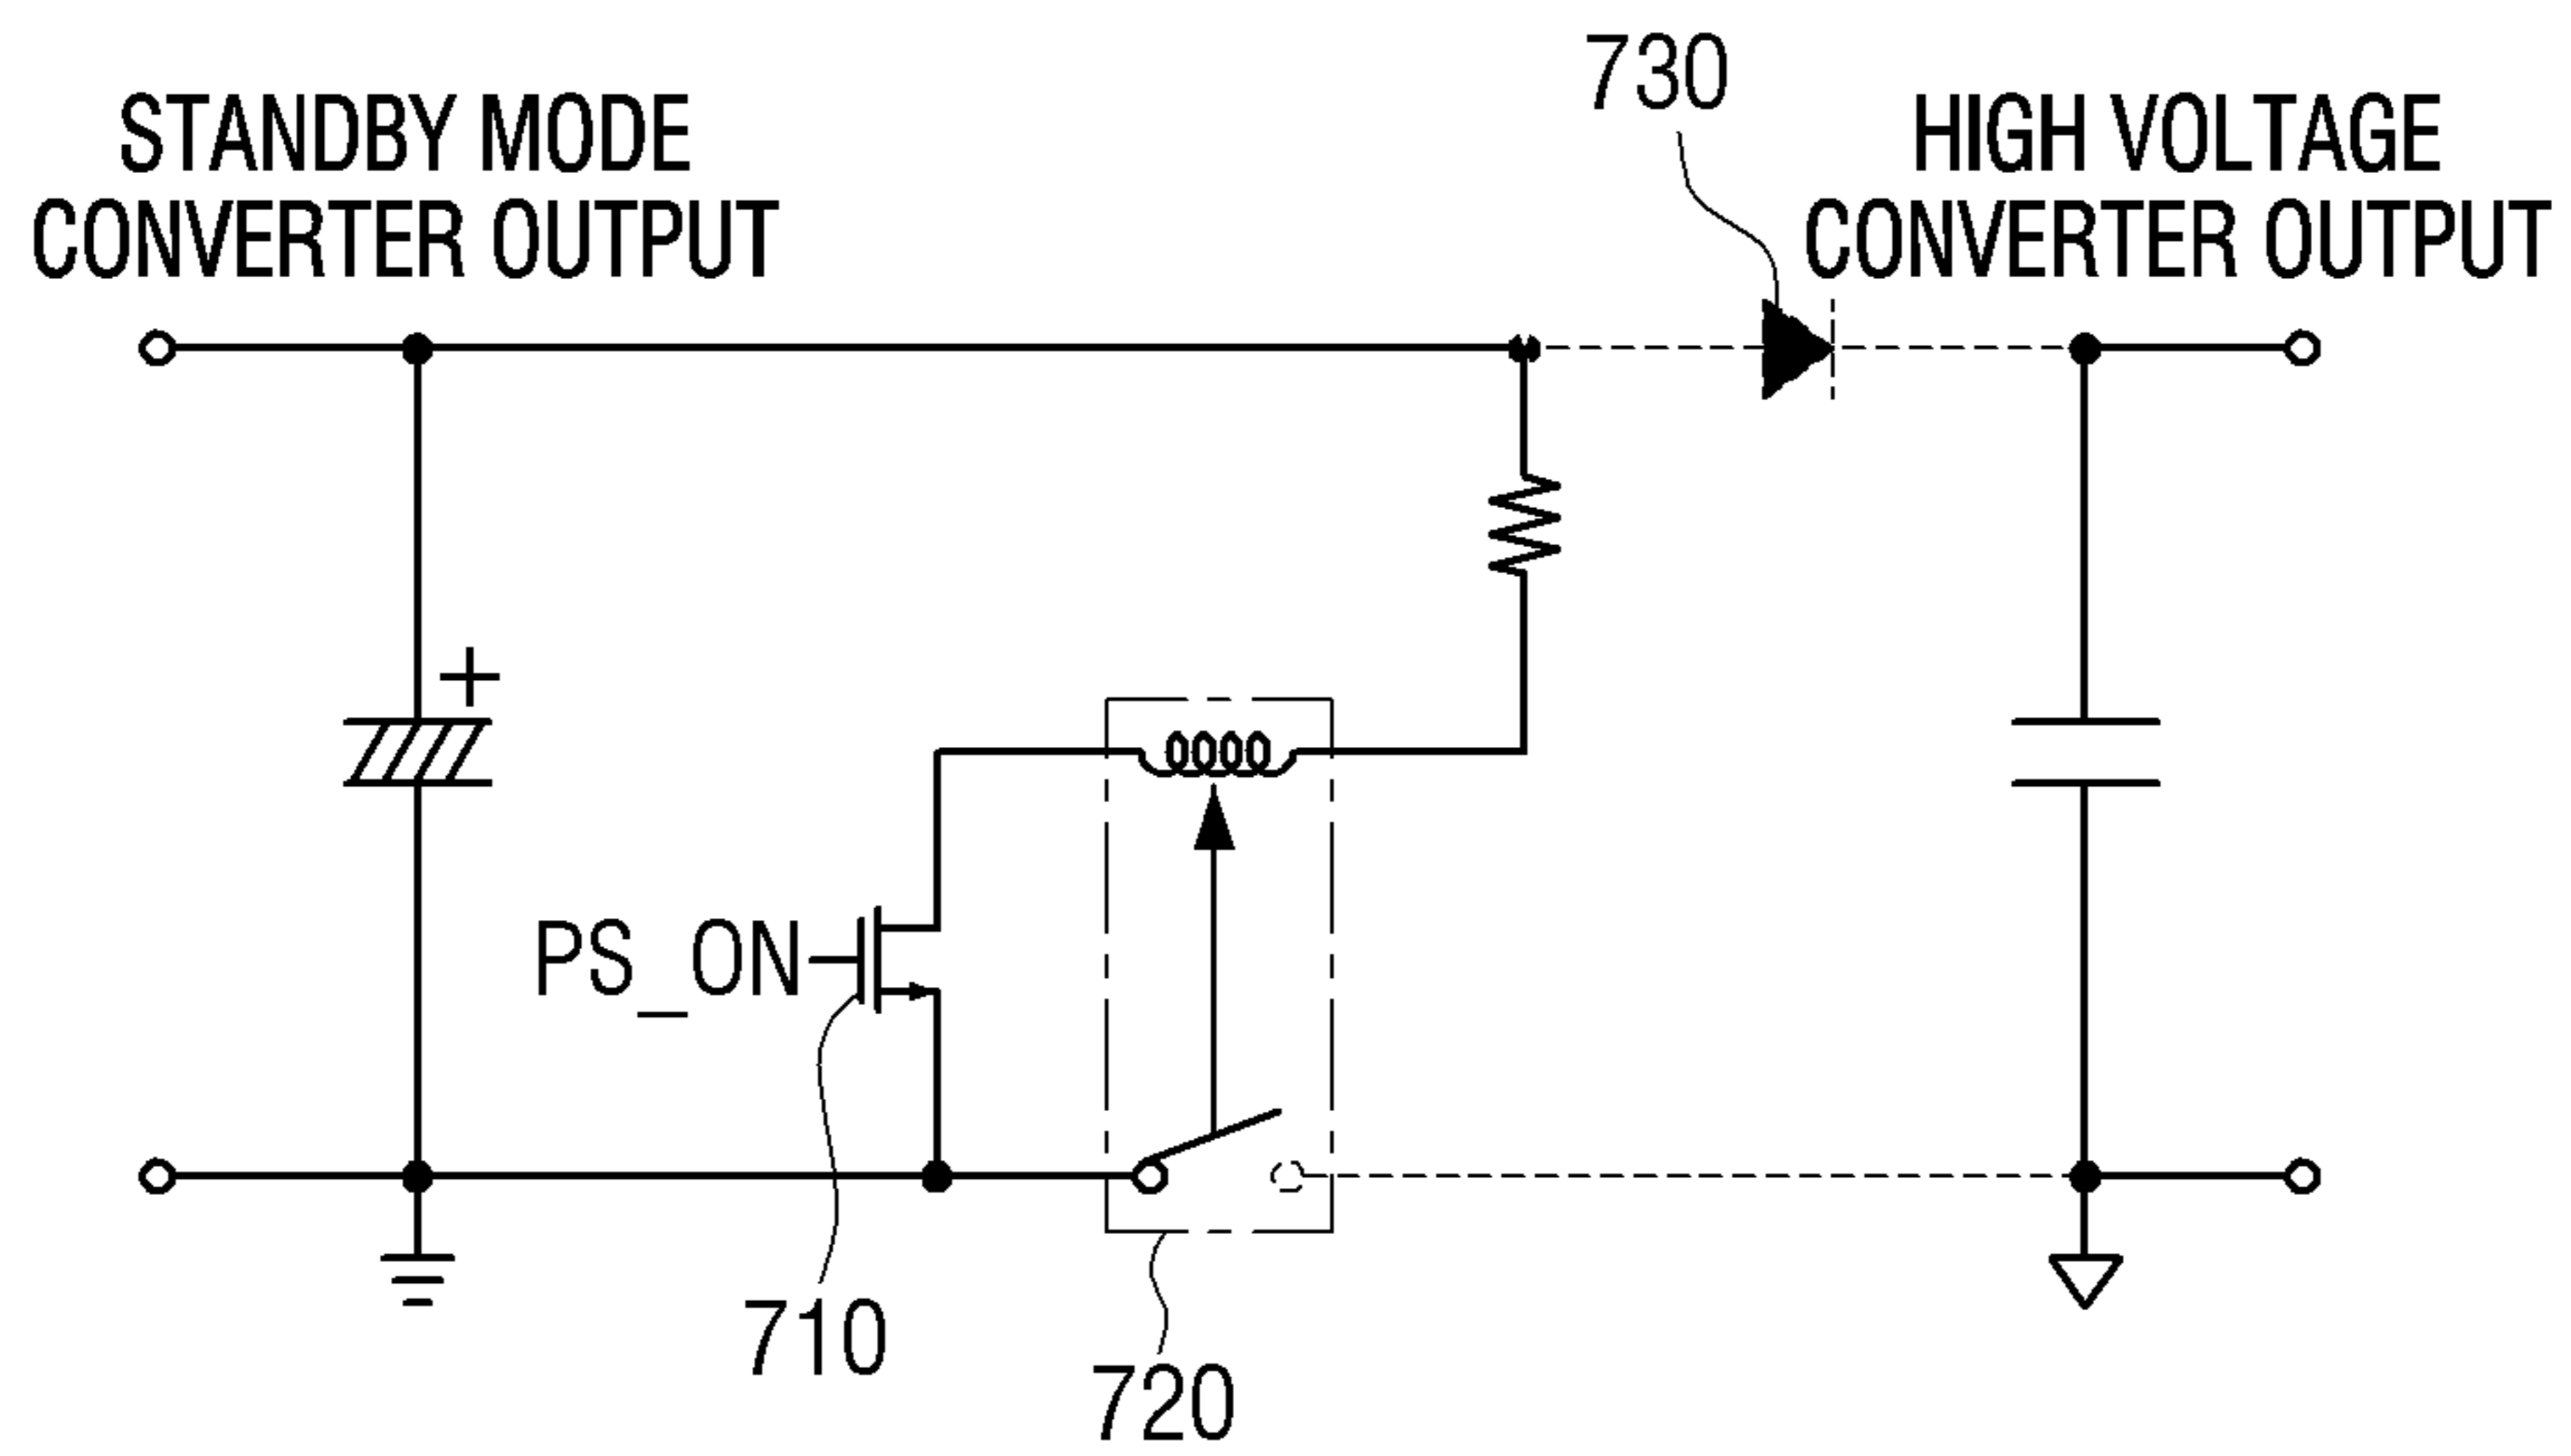 730
STANDBY MODE
CONVERTER OUTPUT
HIGH VOLTAGE
CONVERTER OUTPUT
+
PS_ON
710
720